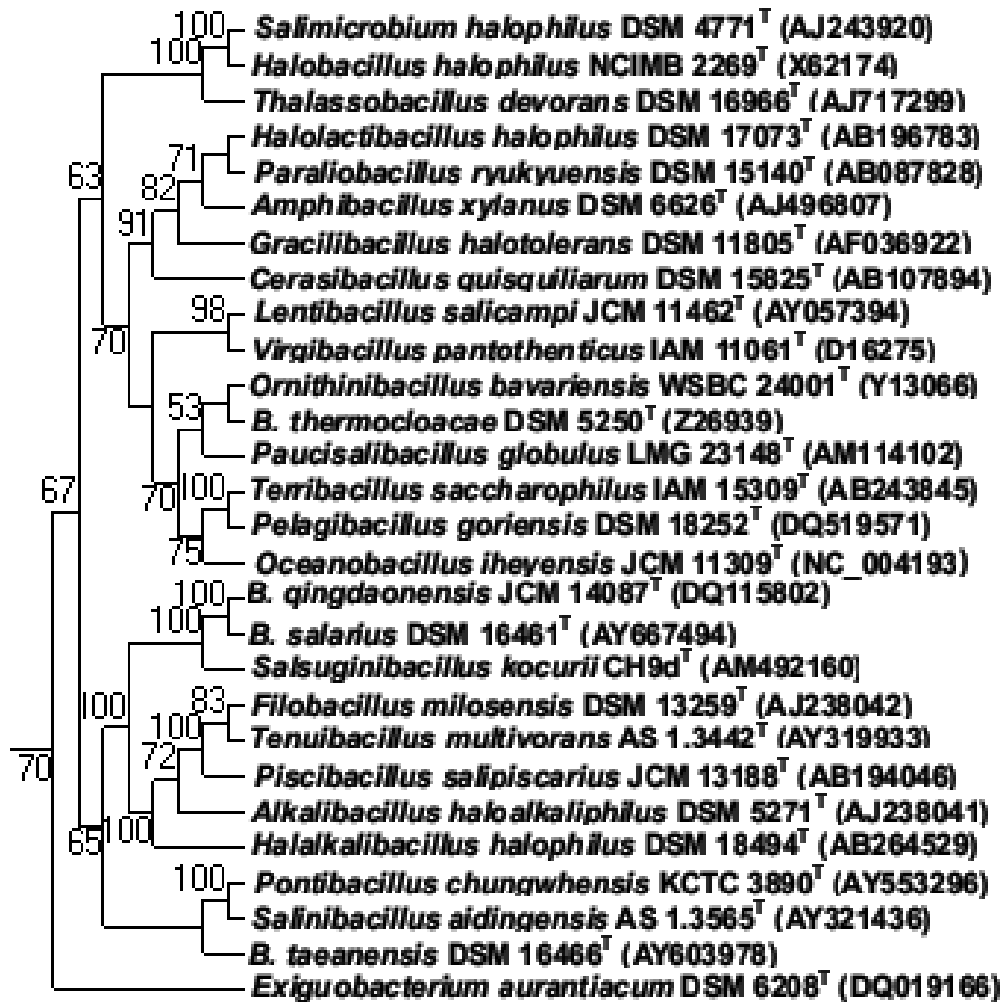 100 Salimicrobium halophilus DSM 4771T (AJ243920)
100 Halobacillus halophilus NCIMB 2269T (X62174)
Thalassobacillus devorans DSM 16966T (AJ717299)
Halolactibacillus halophilus DSM 17073T (AB196783)
71
63 Paraliobacillus ryukyuensis DSM 15140T (AB087828)
82 Amphibacillus xylanus DSM 6626T (AJ496807)
91 Gracilibacillus halotolerans DSM 11805T (AF036922)
Cerasibacillus quisquiliarum DSM 15825T (AB107894)
98 Lentibacillus salicampi JCM 11462T (AY057394)
70 Virgibacillus pantothenticus IAM 11061T (D16275)
Ornithinibacillus bavariensis WSBC 24001T (Y13066)
53 B. thermocloacae DSM 5250T (Z26939)
Paucisalibacillus globulus LMG 23148T (AM114102)
67 70 100 Terribacillus saccharophilus IAM 15309T (AB243845)
Pelagibacillus goriensis DSM 18252T (DQ519571)
75 Oceanobacillus iheyensis JCM 11309T (NC_004193)
100 B. qingdaonensis JCM 14087T (DQ115802)
100 B. salarius DSM 16461T (AY667494)
Salsuginibacillus kocurii CH9dT (AM492160)
100 83 Filobacillus milosensis DSM 13259T (AJ238042)
100 Tenuibacillus multivorans AS 1.3442T (AY319933)
70 72 Piscibacillus salipiscarius JCM 13188T (AB194046)
Alkalibacillus haloalkaliphilus DSM 5271T (AJ238041)
65 100 Halalkalibacillus halophilus DSM 18494T (AB264529)
100 Pontibacillus chungwhensis KCTC 3890T (AY553296)
Salinibacillus aidingensis AS 1.3565T (AY321436)
B. taeanensis DSM 16466T (AY603978)
Exiguobacterium aurantiacum DSM 6208T (DQ019166)